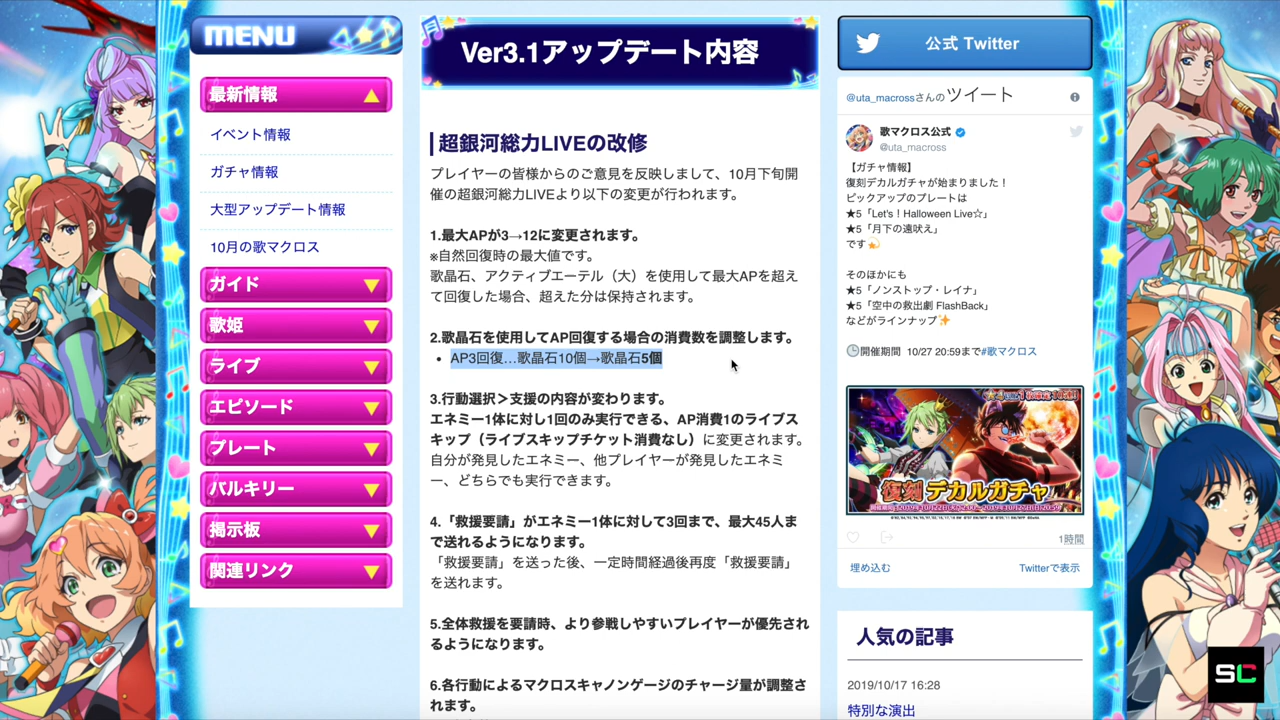 MENU
最新情報
イベント情報
ガチャ情報
大型アップデート情報
10月の歌マクロス
ガイド
歌姫
ライブ
エピソード
プレート
バルキリー
掲示板
関連リンク
Ver3.1アップデート内容
超銀河総力LIVEの改修
プレイヤーの皆様からのご意見を反映しまして、10月下旬開
催の超銀河総力LIVEより以下の変更が行われます。
1.最大APが3→12に変更されます。
※自然回復時の最大値です。
歌晶石、アクティブエーテル（大）を使用して最大APを超え
て回復した場合、超えた分は保持されます。
2.歌晶石を使用してAP回復する場合の消費数を調整します。
• AP3回復…歌晶石10個→歌晶石5個
3.行動選択＞支援の内容が変わります。
エネミー1体に対し1回のみ実行できる、AP消費1のライブス
キップ（ライブスキップチケット消費なし）に変更されます。
自分が発見したエネミー、他プレイヤーが発見したエネミ
ー、どちらでも実行できます。
4.「救援要請」がエネミー1体に対して3回まで、最大45人ま
で送れるようになります。
「救援要請」を送った後、一定時間経過後再度「救援要請」
を送れます。
5.全体救援を要請時、より参戦しやすいプレイヤーが優先され
るようになります。
6.各行動によるマクロスキャノンゲージのチャージ量が調整さ
れます。
公式 Twitter
@uta_macrossさんのツイート
歌マクロス公式
@uta_macross
【ガチャ情報】
復刻デカルガチャが始まりました！
ピックアップのプレートは
★5「Let's！Halloween Live☆」
★5「月下の遠吠え」
です💫
そのほかにも
★5「ノンストップ・レイナ」
★5「空中の救出劇 FlashBack」
などがラインナップ✨
🕒開催期間 10/27 20:59まで#歌マクロス
復刻 デカルガチャ
1時間
埋め込む
Twitterで表示
人気の記事
2019/10/17 16:28
特別な演出
SC